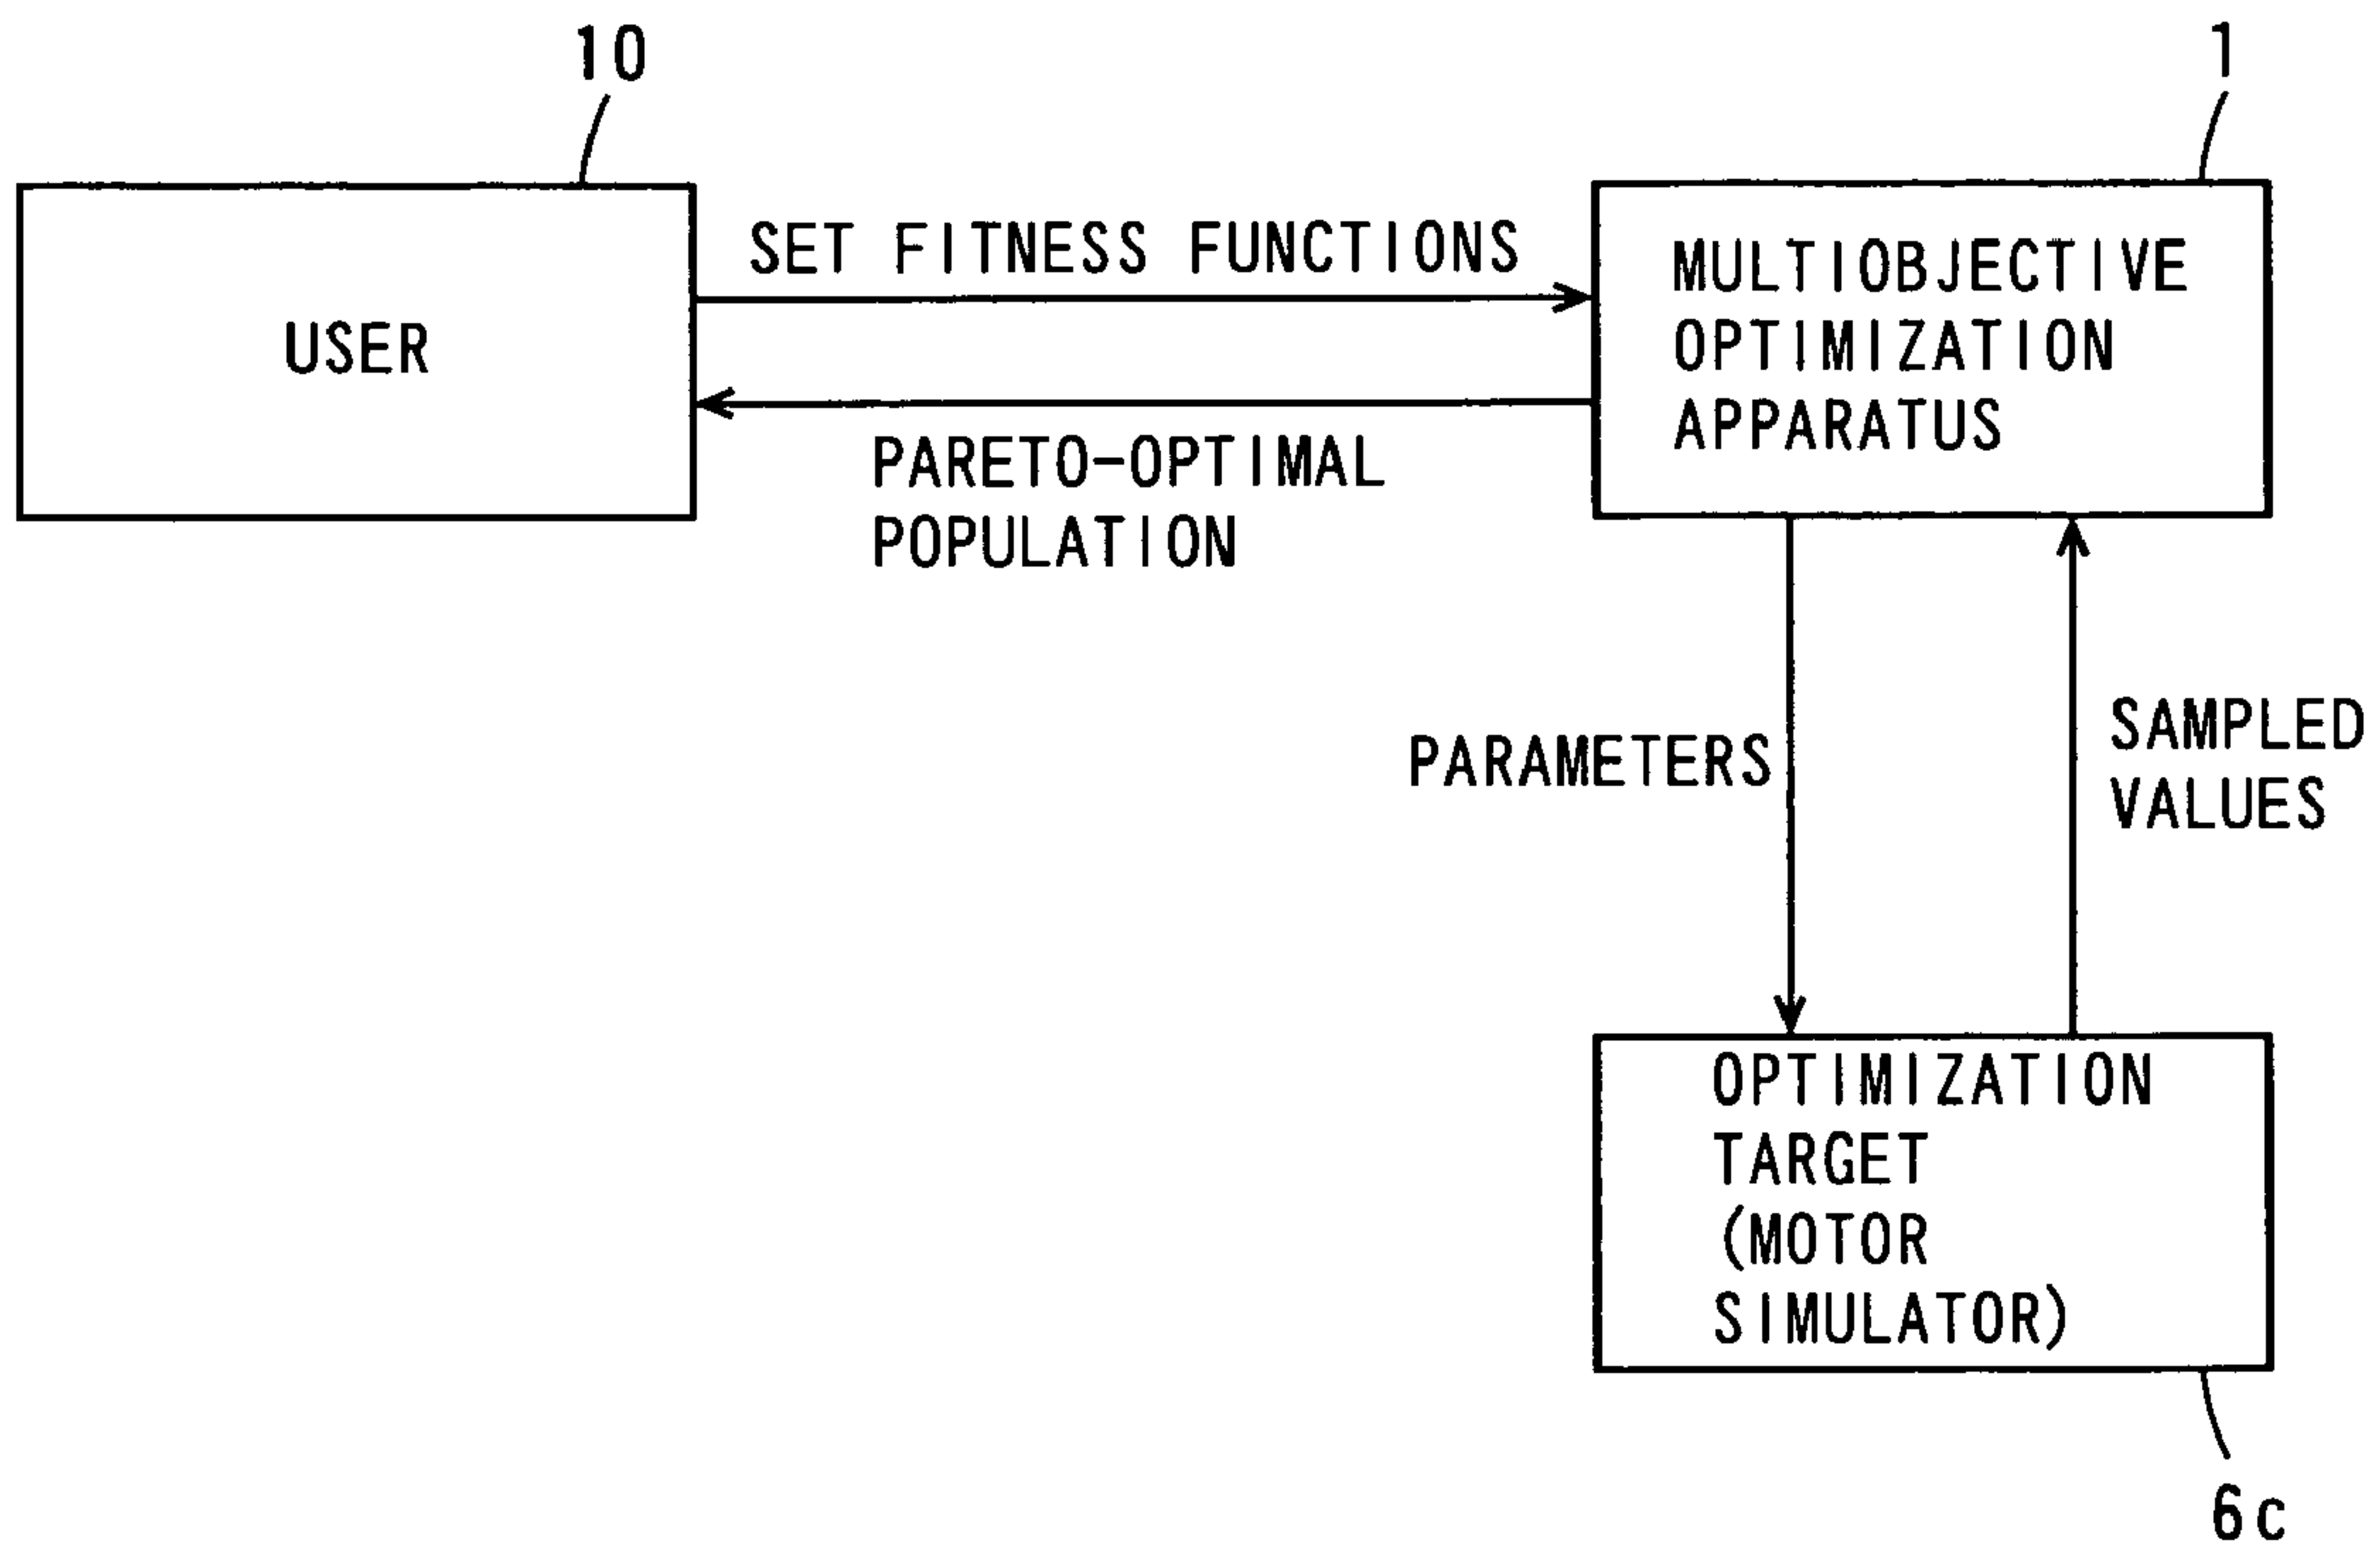 10
1
USER
SET FITNESS FUNCTIONS
PARETO-OPTIMAL
POPULATION
MULTIOBJECTIVE
OPTIMIZATION
APPARATUS
PARAMETERS
SAMPLED
VALUES
OPTIMIZATION
TARGET
(MOTOR
SIMULATOR)
6c